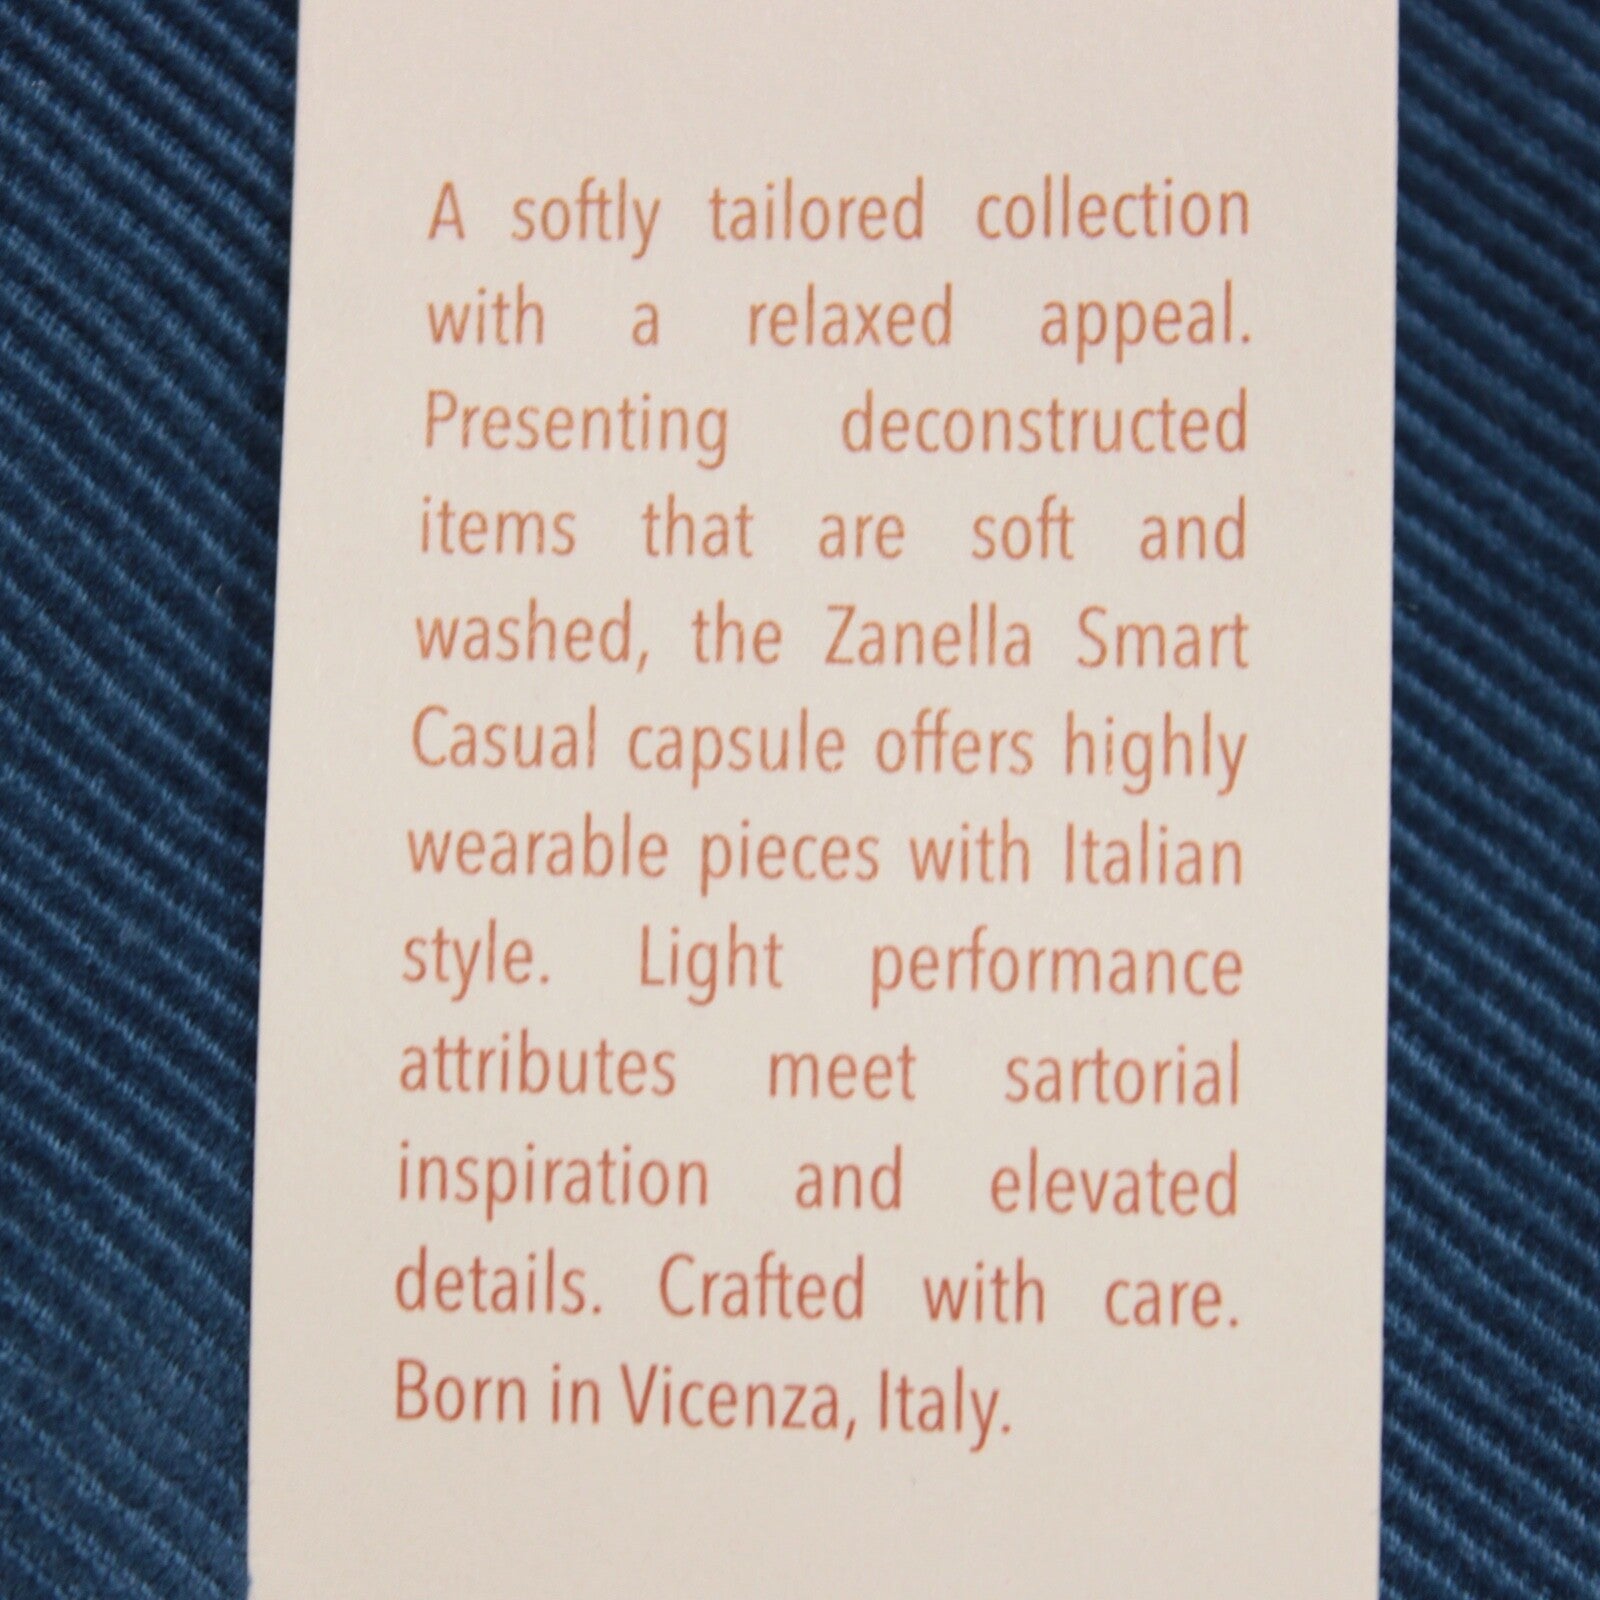 A softly tailored collection
with a relaxed appeal.
Presenting deconstructed
items that are soft and
washed, the Zanella Smart
Casual capsule offers highly
wearable pieces with Italian
style. Light performance
attributes meet sartorial
inspiration and elevated
details. Crafted with care.
Born in Vicenza, Italy.